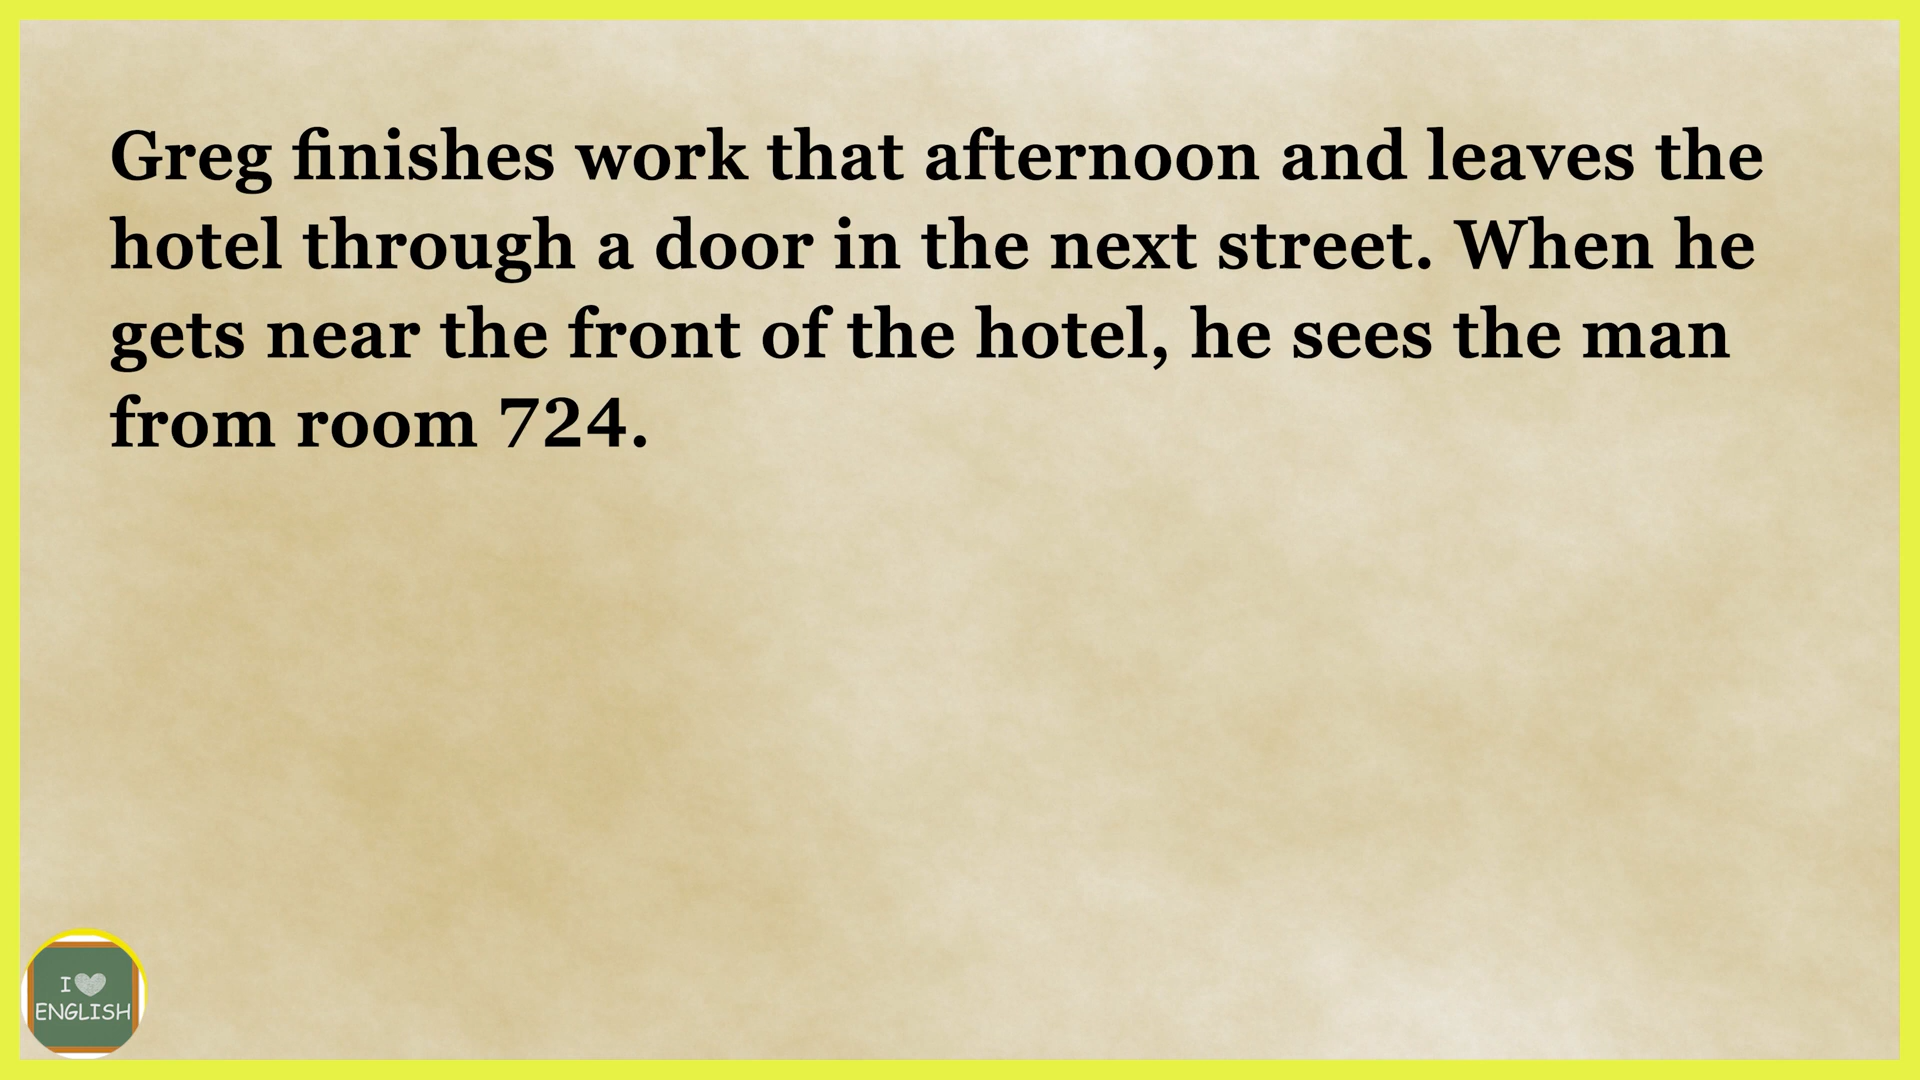 Greg finishes work that afternoon and leaves the
hotel through a door in the next street. When he
gets near the front of the hotel, he sees the man
from room 724.
I
ENGLISH